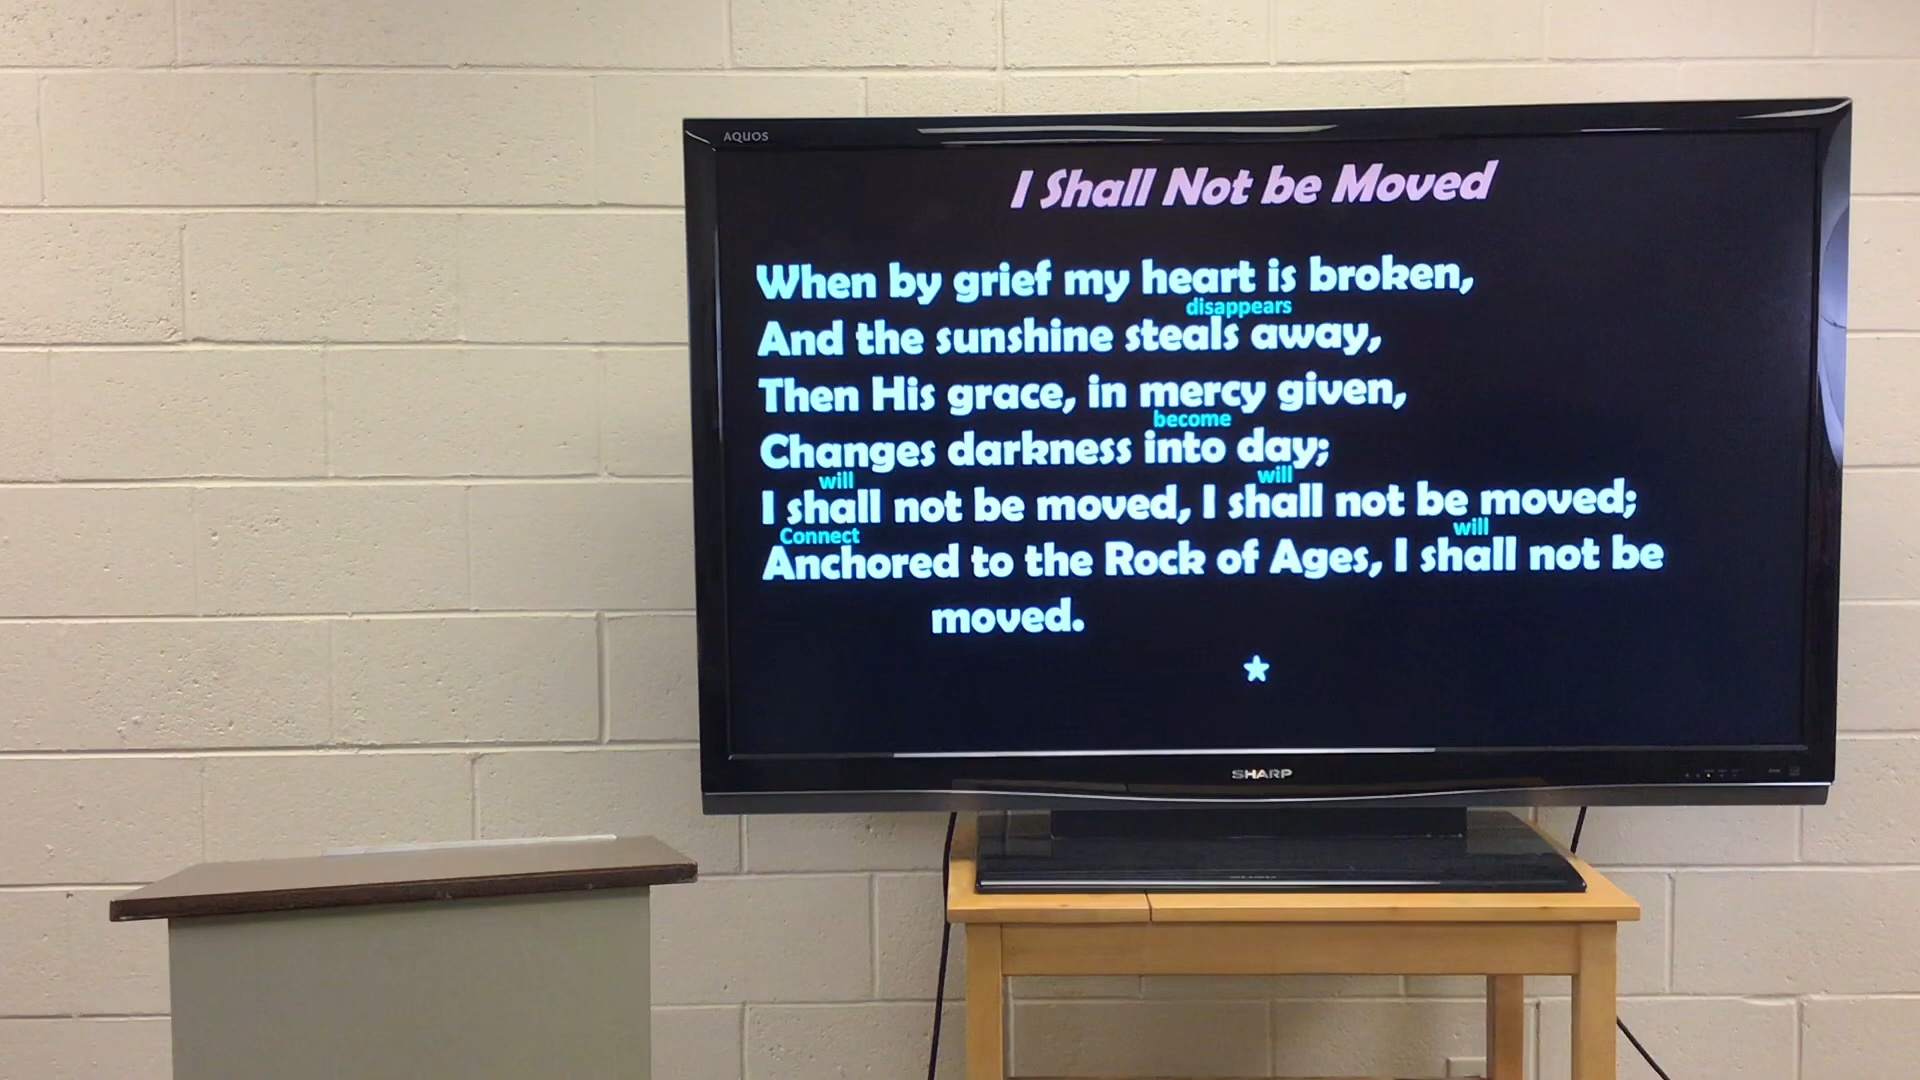 AQUOS
I Shall Not be Moved
When by grief my heart is broken,
disappears
And the sunshine steals away,
Then His grace, in mercy given,
become
Changes darkness into day;
will will
I shall not be moved, I shall not be moved;
Connect will
Anchored to the Rock of Ages, I shall not be
moved.
SHARP